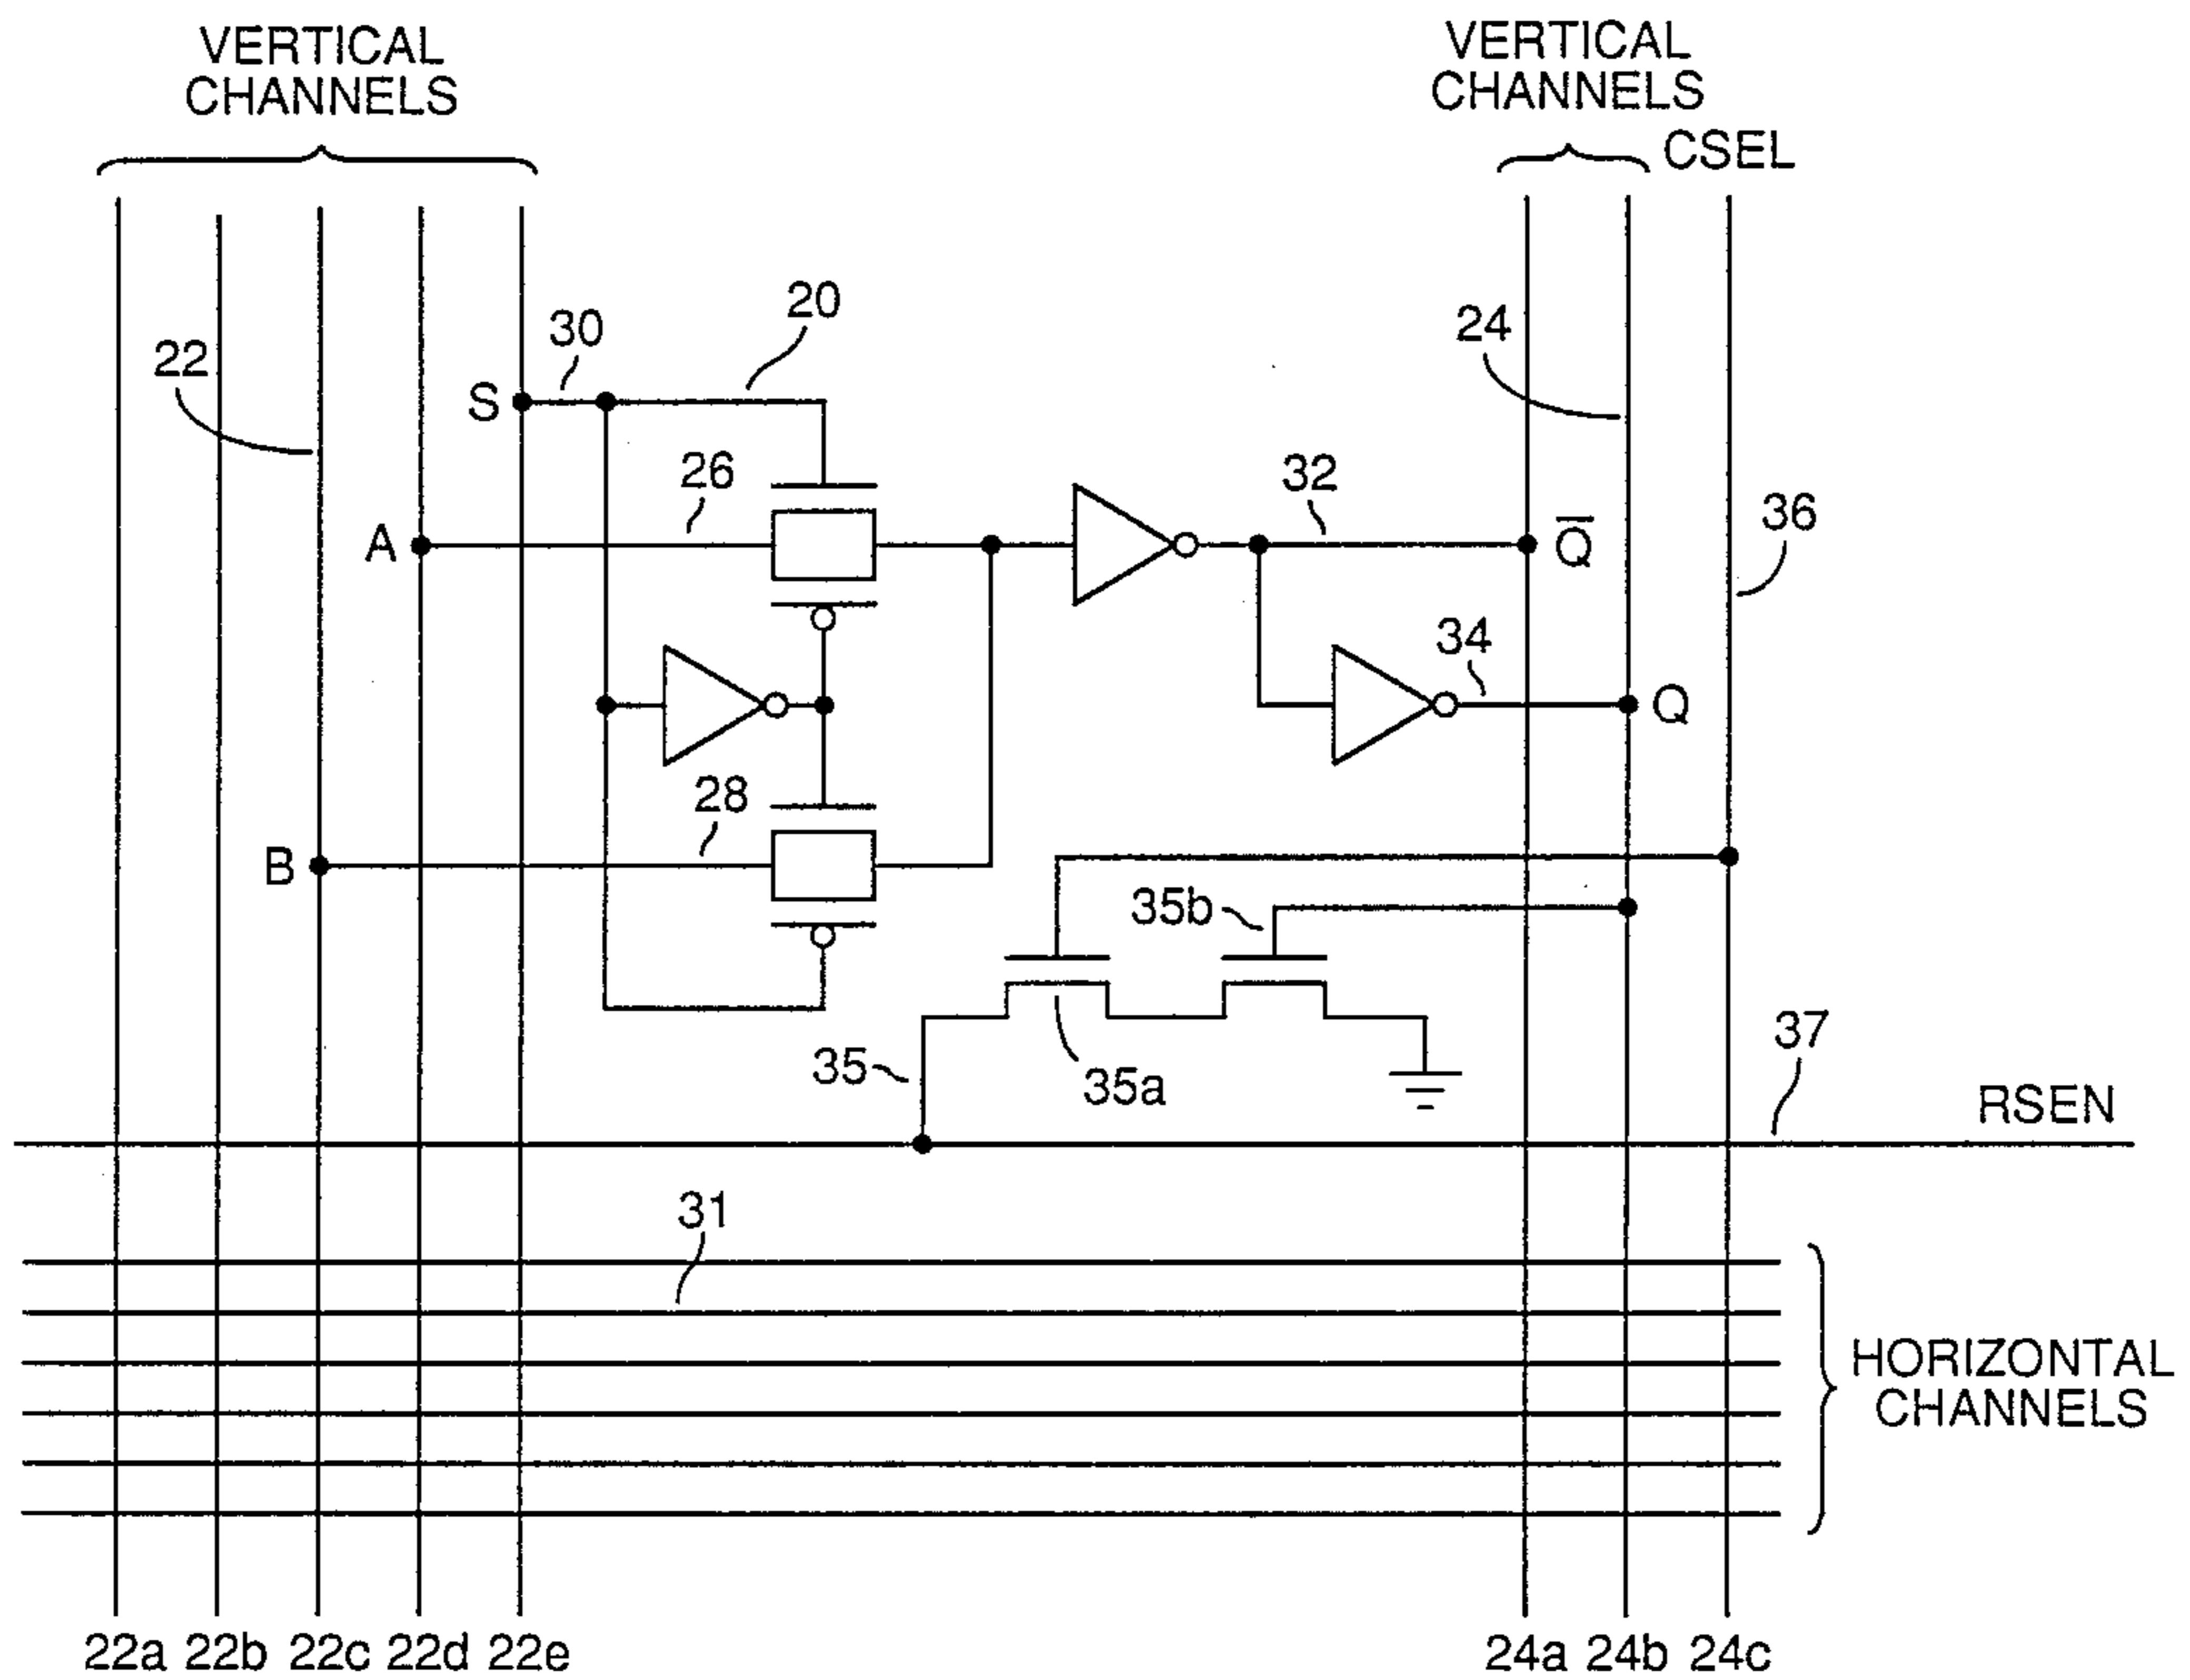 VERTICAL
CHANNELS
VERTICAL
CHANNELS
CSEL
20
30
24
22
S
26
32
36
A
Q̅
34
Q
28
B
35b
37
35
35a
RSEN
31
HORIZONTAL
CHANNELS
22a 22b 22c 22d 22e
24a 24b 24c